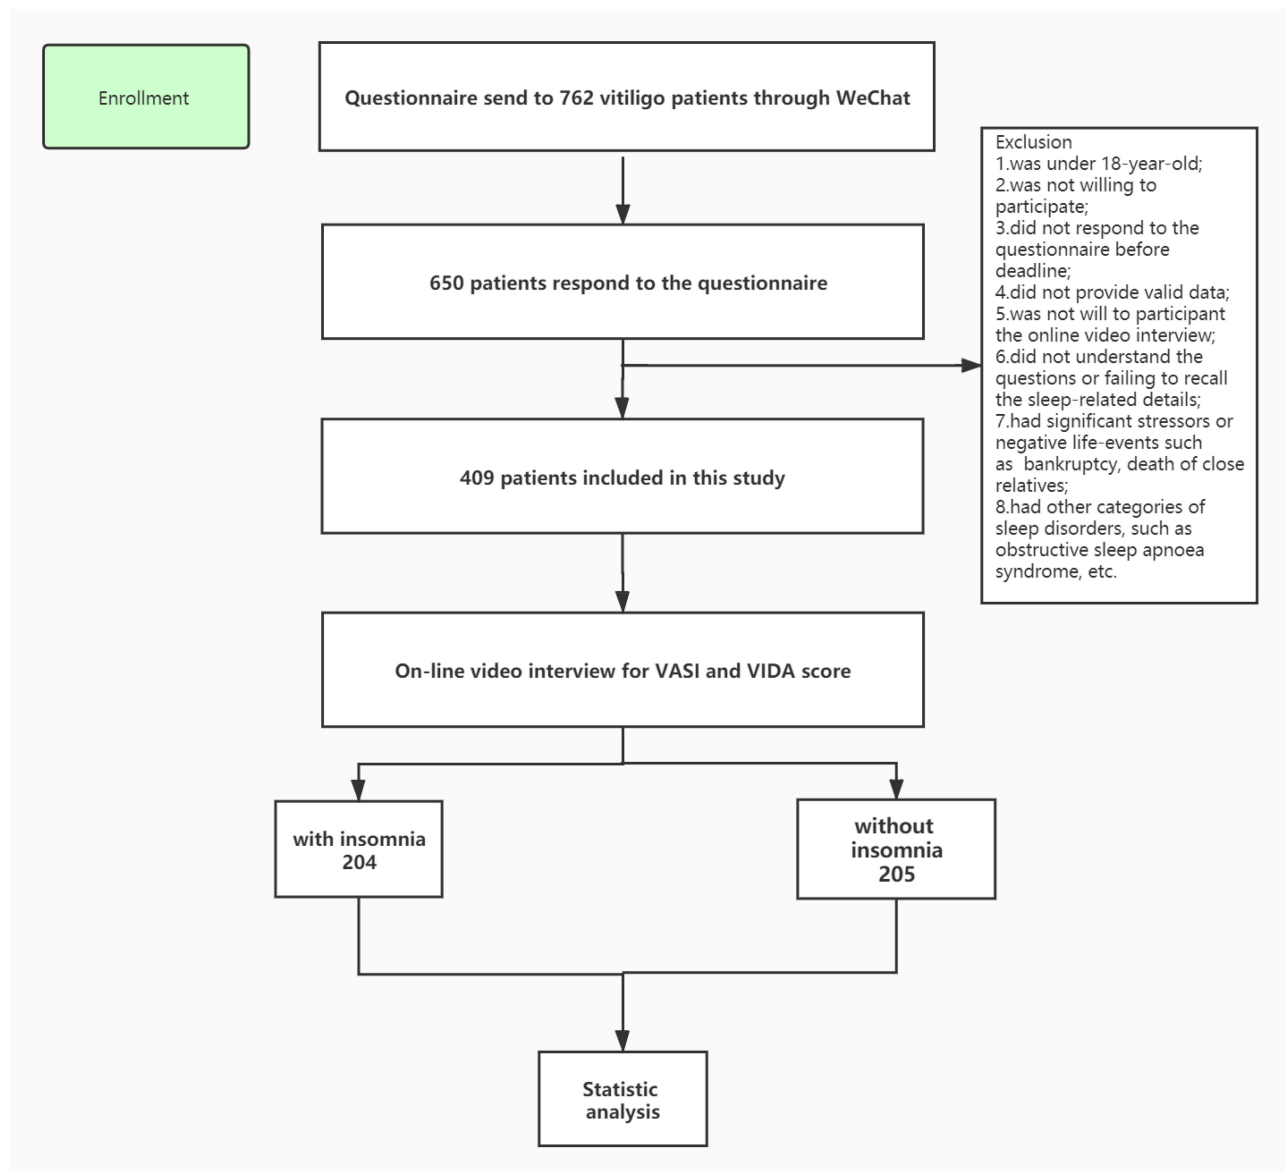 Enrollment
Questionnaire send to 762 vitiligo patients through WeChat
Exclusion
1.was under 18-year-old;
2.was not willing to
participate;
3.did not respond to the
questionnaire before
deadline;
4.did not provide valid data;
5.was not will to participant
the online video interview;
6.did not understand the
questions or failing to recall
the sleep-related details;
7.had significant stressors or
negative life-events such
as  bankruptcy, death of close
relatives;
8.had other categories of
sleep disorders, such as
obstructive sleep apnoea
syndrome, etc.
650 patients respond to the questionnaire
409 patients included in this study
On-line video interview for VASI and VIDA score
with insomnia
204
without
insomnia
205
Statistic
analysis